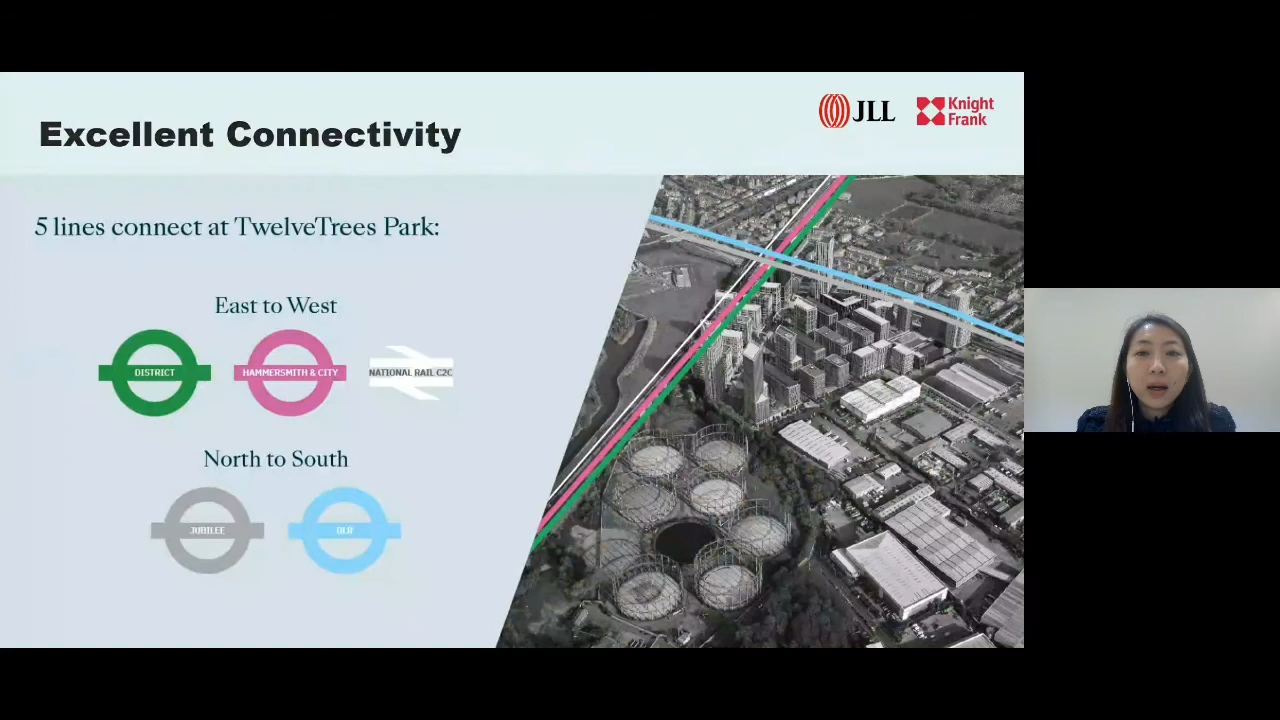 Excellent Connectivity
JLL
Knight
Frank
5 lines connect at TwelveTrees Park:
East to West
DISTRICT
HAMMERSMITH & CITY
NATIONAL RAIL C2C
North to South
JUBILEE
DLR